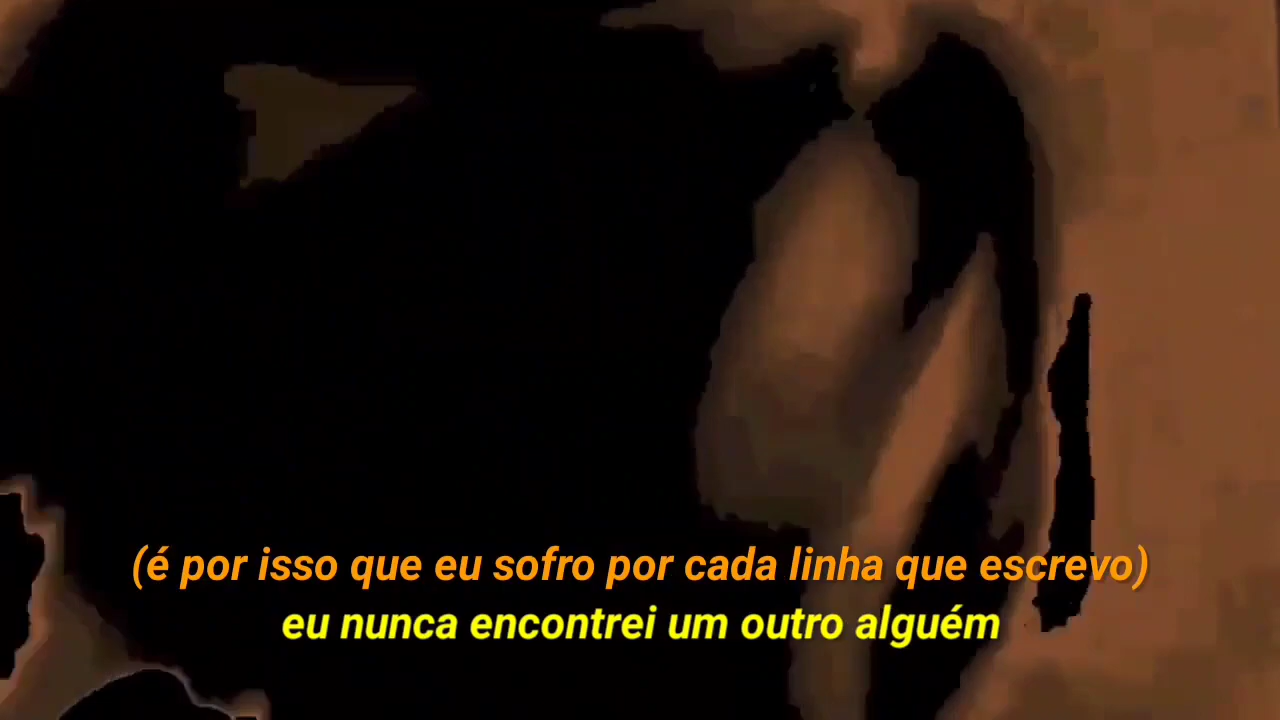 (é por isso que eu sofro por cada linha que escrevo)
eu nunca encontrei um outro alguém